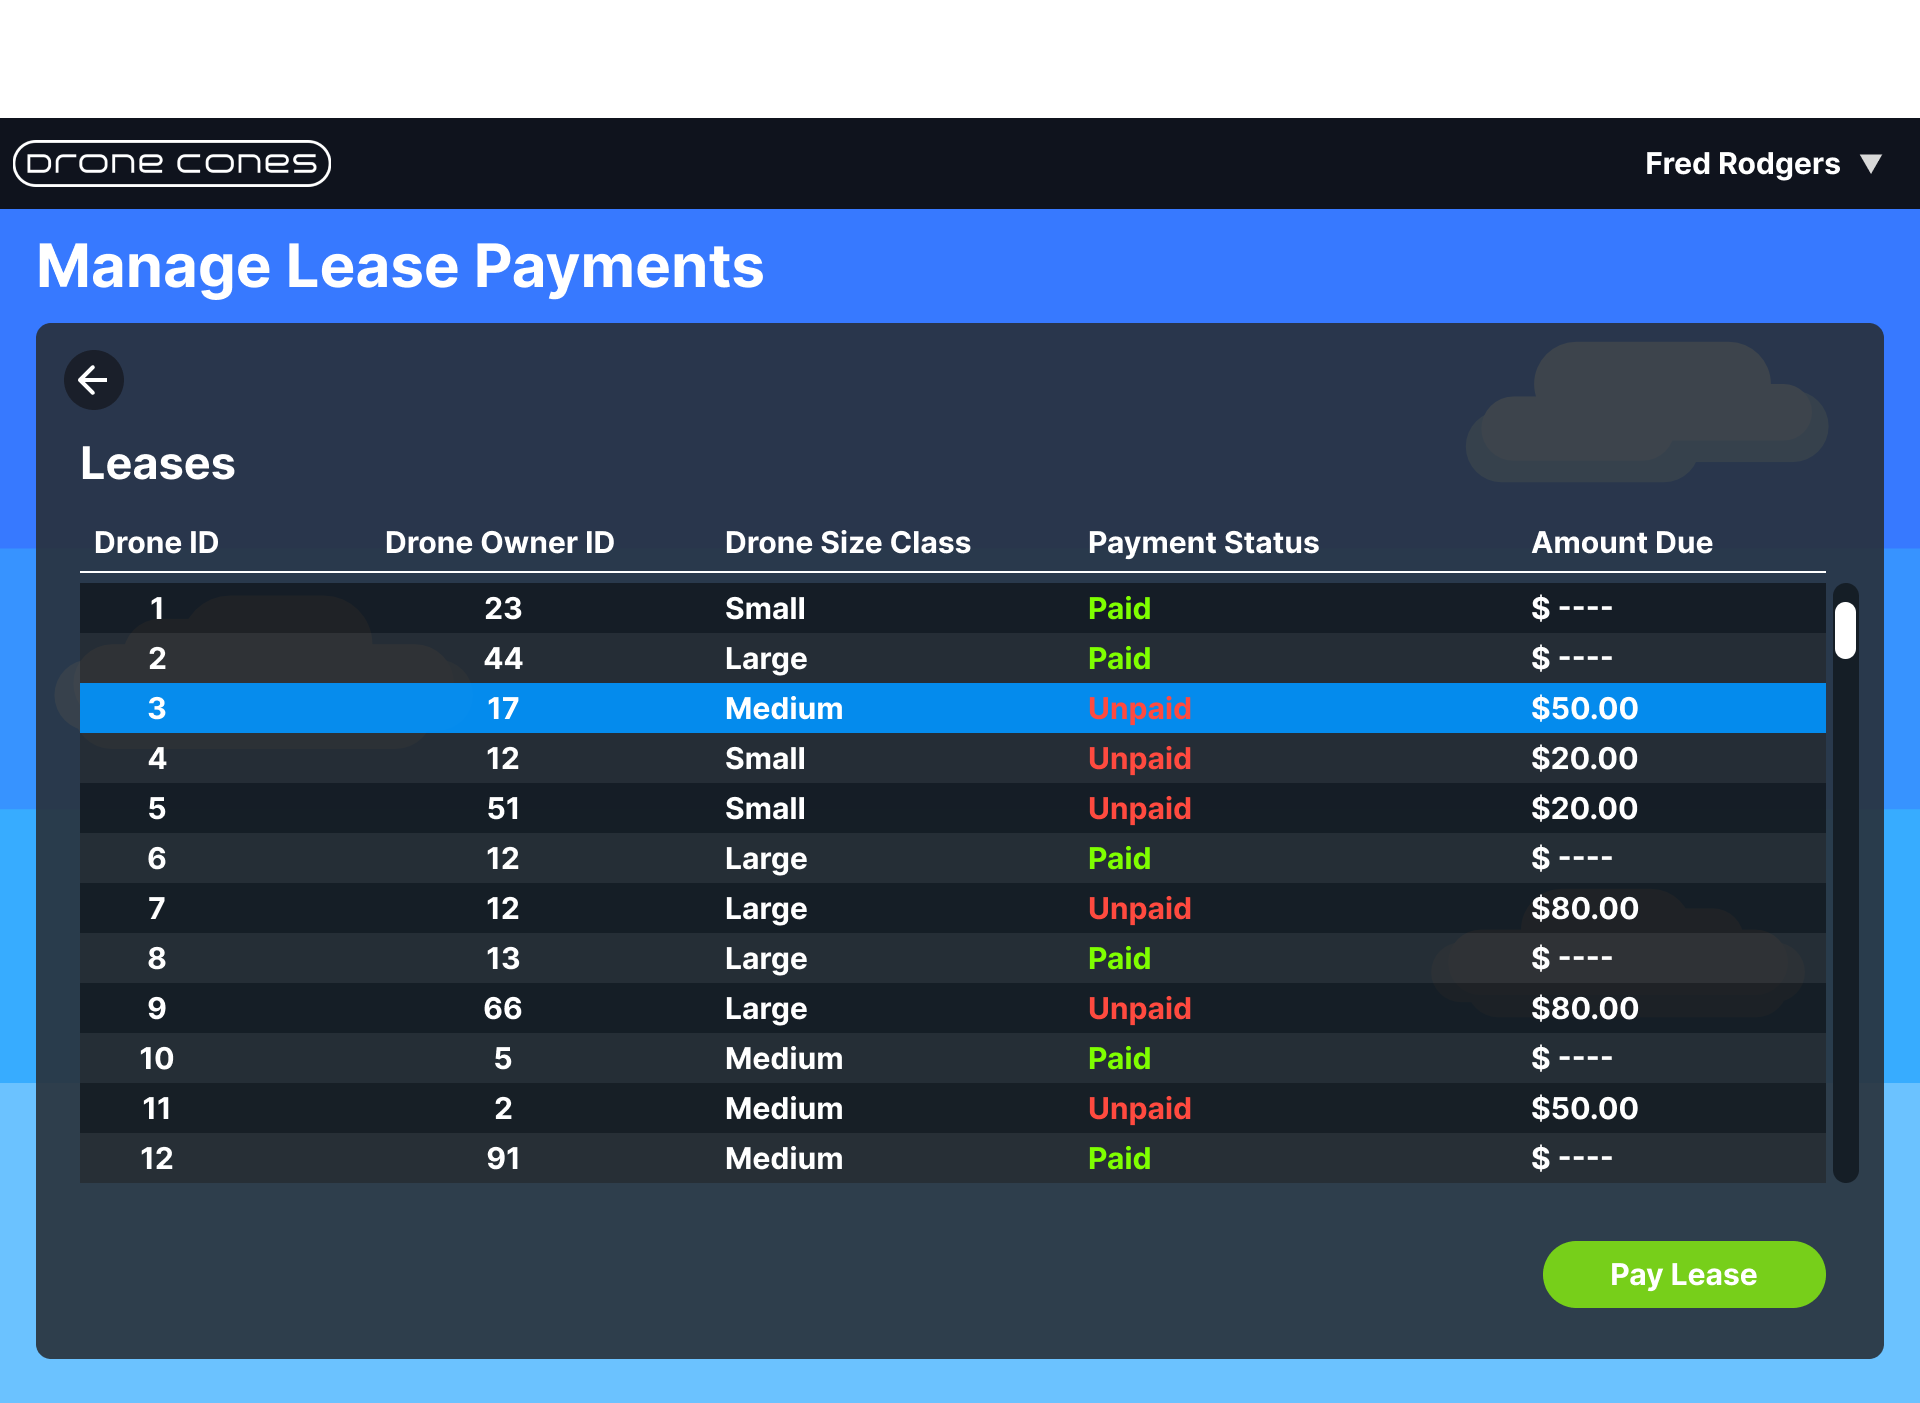 Drone Cones
Fred Rodgers ▼
Manage Lease Payments
Leases
Drone ID Drone Owner ID Drone Size Class Payment Status Amount Due
1 23 Small Paid $ ----
2 44 Large Paid $ ----
3 17 Medium Unpaid $50.00
4 12 Small Unpaid $20.00
5 51 Small Unpaid $20.00
6 12 Large Paid $ ----
7 12 Large Unpaid $80.00
8 13 Large Paid $ ----
9 66 Large Unpaid $80.00
10 5 Medium Paid $ ----
11 2 Medium Unpaid $50.00
12 91 Medium Paid $ ----
Pay Lease